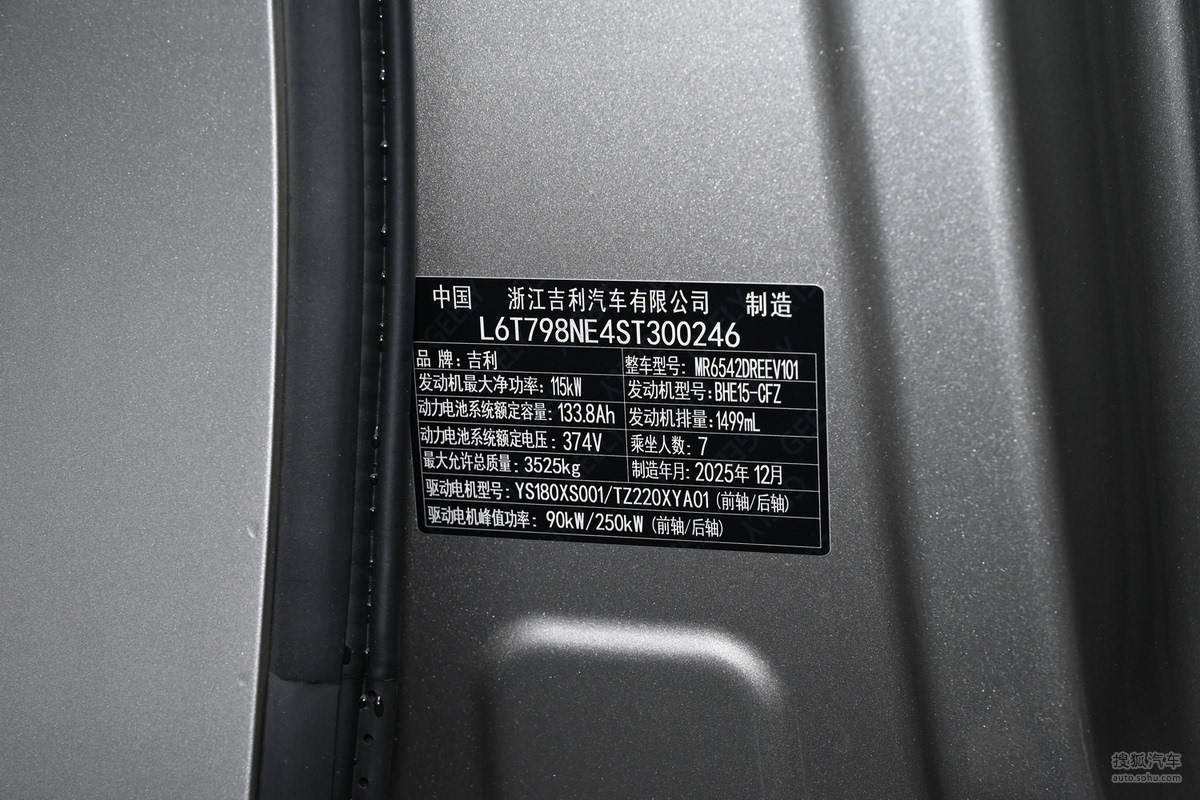 中国 浙江吉利汽车有限公司 制造
L6T798NE4ST300246
品 牌：吉利 整车型号：MR6542DREEV101
发动机最大净功率：115kW 发动机型号：BHE15-CFZ
动力电池系统额定容量：133.8Ah 发动机排量：1499mL
动力电池系统额定电压：374V 乘坐人数：7
最大允许总质量：3525kg 制造年月：2025年12月
驱动电机型号：YS180XS001/TZ220XYA01 (前轴/后轴)
驱动电机峰值功率：90kW/250kW (前轴/后轴)
搜狐汽车
auto.sohu.com